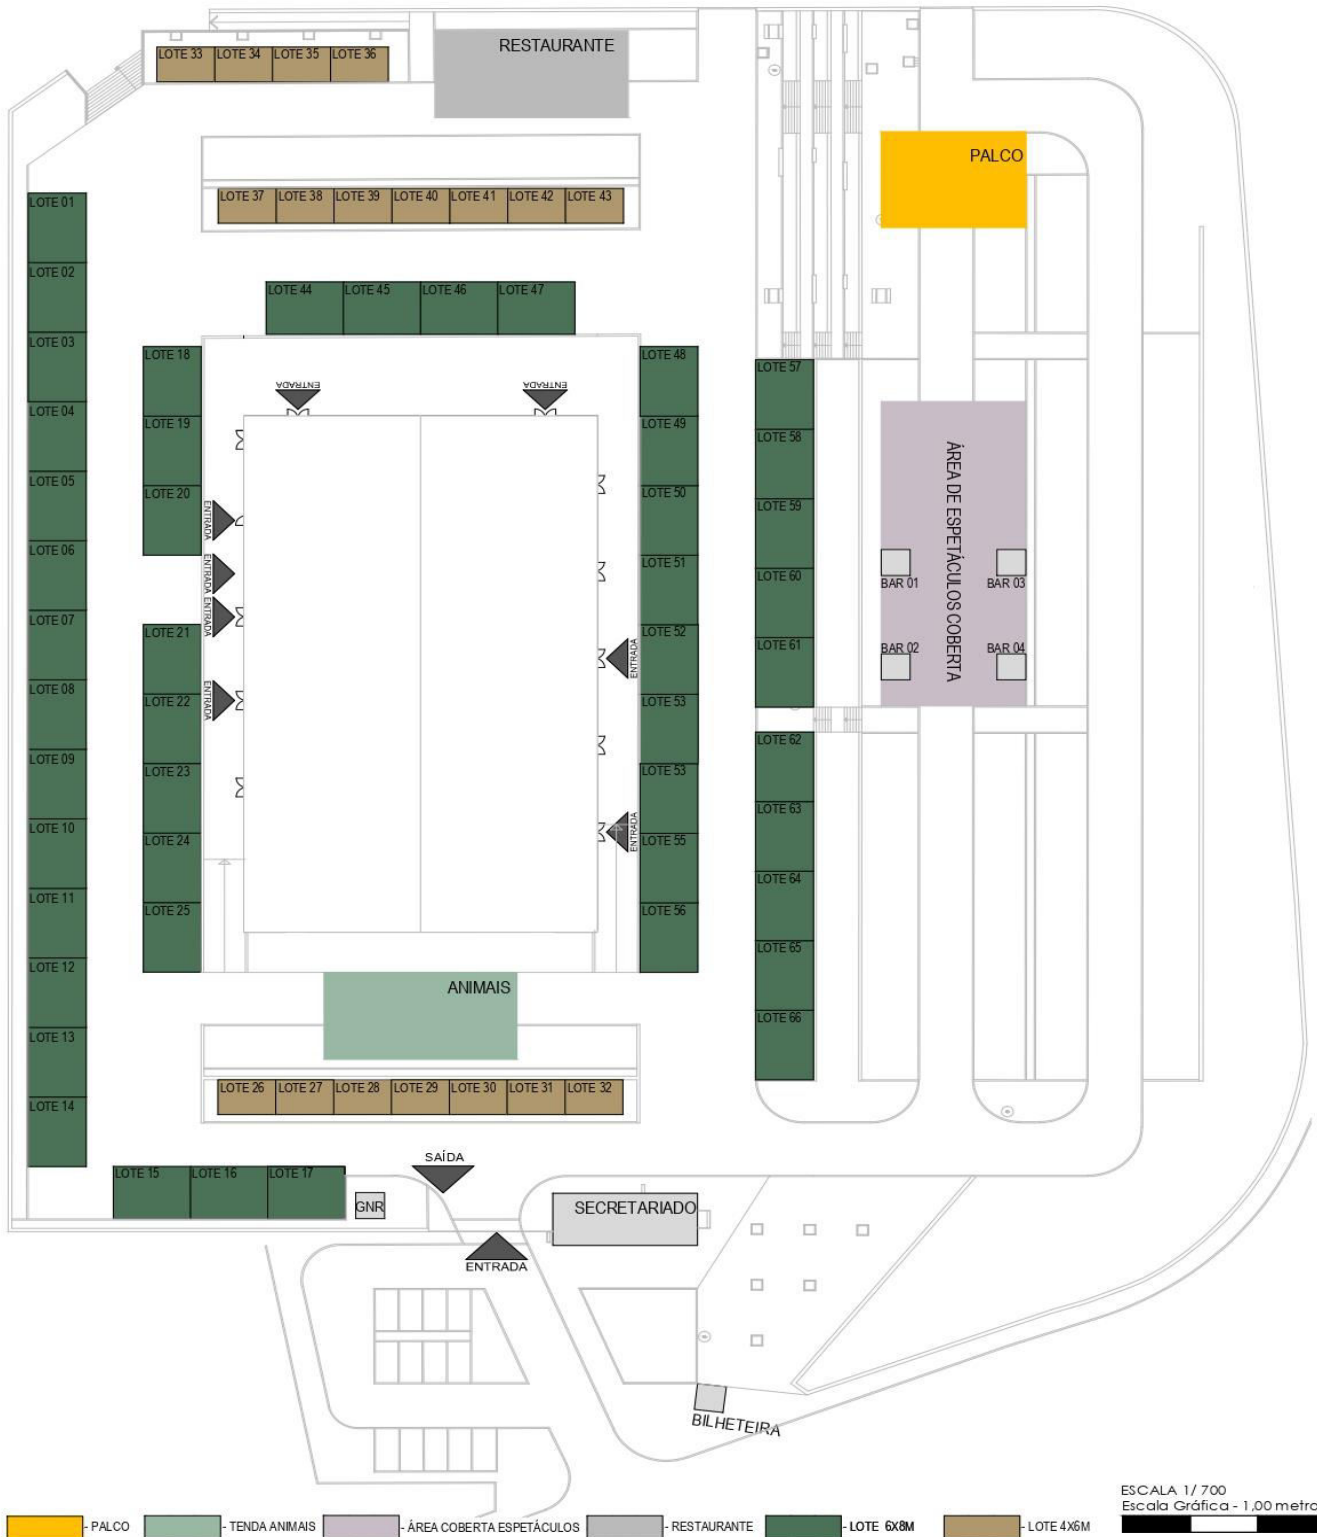 RESTAURANTE
LOTE 33
LOTE 34
LOTE 35
LOTE 36
PALCO
LOTE 37
LOTE 38
LOTE 39
LOTE 40
LOTE 41
LOTE 42
LOTE 43
LOTE 01
LOTE 02
LOTE 03
LOTE 04
LOTE 05
LOTE 06
LOTE 07
LOTE 08
LOTE 09
LOTE 10
LOTE 11
LOTE 12
LOTE 13
LOTE 14
LOTE 44
LOTE 45
LOTE 46
LOTE 47
LOTE 18
LOTE 19
LOTE 20
LOTE 21
LOTE 22
LOTE 23
LOTE 24
LOTE 25
ENTRADA
ENTRADA
ENTRADA
ENTRADA
ENTRADA
ENTRADA
ENTRADA
ENTRADA
LOTE 48
LOTE 49
LOTE 50
LOTE 51
LOTE 52
LOTE 53
LOTE 53
LOTE 55
LOTE 56
LOTE 57
LOTE 58
LOTE 59
LOTE 60
LOTE 61
LOTE 62
LOTE 63
LOTE 64
LOTE 65
LOTE 66
ÁREA DE ESPETÁCULOS COBERTA
BAR 01
BAR 03
BAR 02
BAR 04
ANIMAIS
LOTE 26
LOTE 27
LOTE 28
LOTE 29
LOTE 30
LOTE 31
LOTE 32
LOTE 15
LOTE 16
LOTE 17
GNR
SAÍDA
ENTRADA
SECRETARIADO
BILHETEIRA
ESCALA 1/ 700
Escala Gráfica - 1,00 metro
- PALCO
- TENDA ANIMAIS
- ÁREA COBERTA ESPETÁCULOS
- RESTAURANTE
- LOTE 6X8M
- LOTE 4X6M